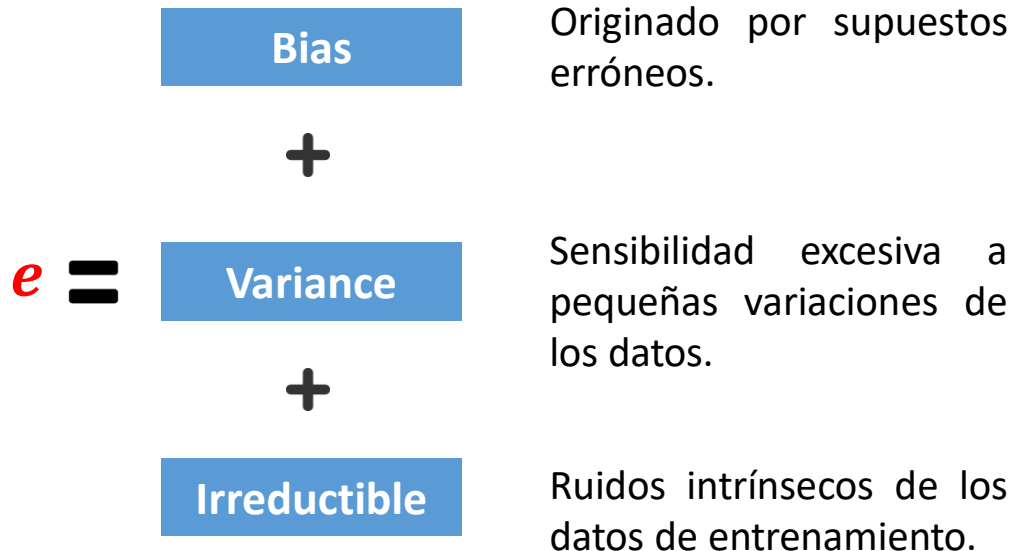 Bias
Originado por supuestos
erróneos.
+
e =
Variance
Sensibilidad excesiva a
pequeñas variaciones de
los datos.
+
Irreductible
Ruidos intrínsecos de los
datos de entrenamiento.